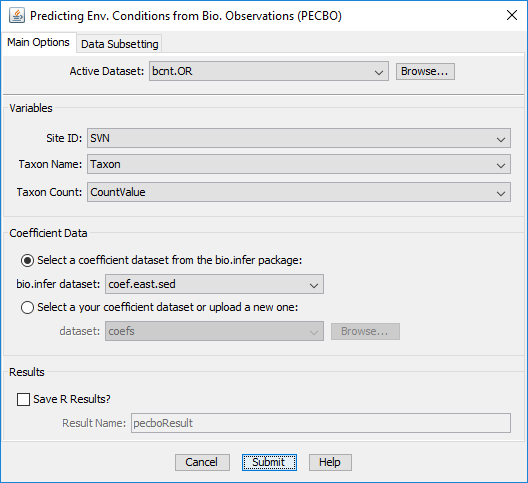 Predicting Env. Conditions from Bio. Observations (PECBO)
Main Options Data Subsetting
Active Dataset: bcnt.OR Browse...
Variables
Site ID: SVN
Taxon Name: Taxon
Taxon Count: CountValue
Coefficient Data
Select a coefficient dataset from the bio.infer package:
bio.infer dataset: coef.east.sed
Select a your coefficient dataset or upload a new one:
dataset: coefs Browse...
Results
Save R Results?
Result Name: pecboResult
Cancel Submit Help